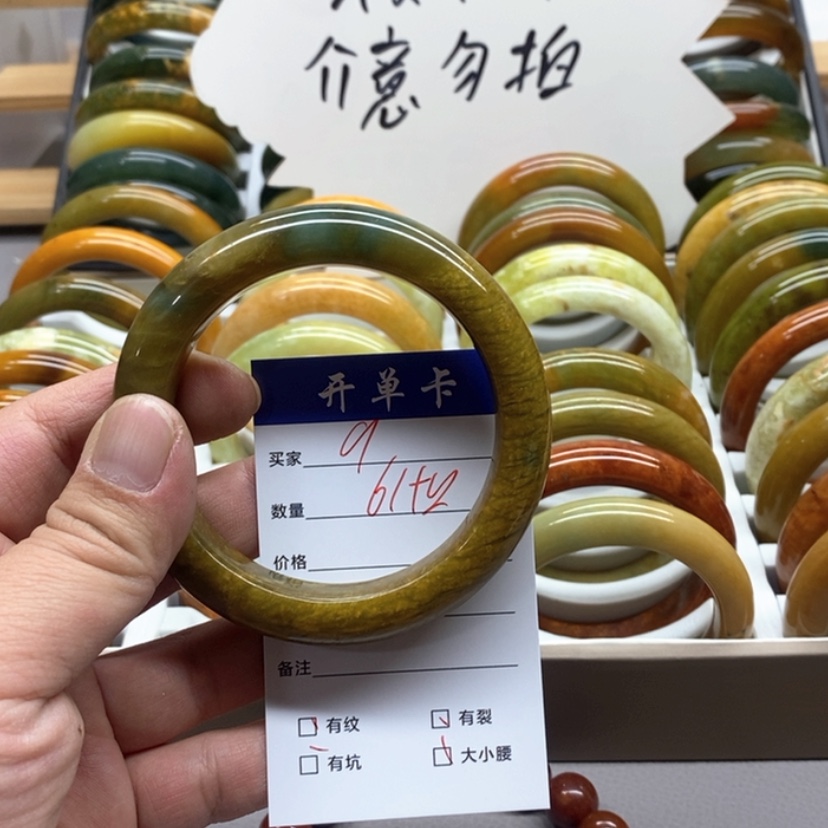 介意勿拍
开单卡
买家 9
数量 61+y
价格
备注
有纹
有裂
有坑
大小腰